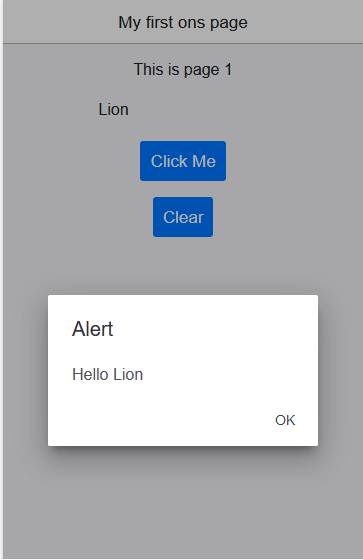 My first ons page
This is page 1
Lion
Click Me
Clear
Alert
Hello Lion
OK